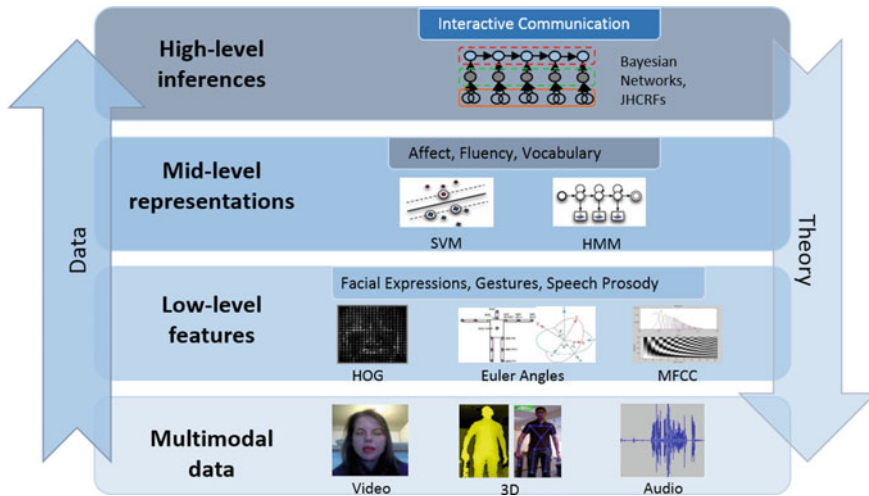 Interactive Communication
High-level
inferences
Bayesian
Networks,
JHCRFs
Affect, Fluency, Vocabulary
Mid-level
representations
SVM
HMM
Data
Theory
Facial Expressions, Gestures, Speech Prosody
Low-level
features
HOG
Euler Angles
MFCC
Multimodal
data
Video
3D
Audio